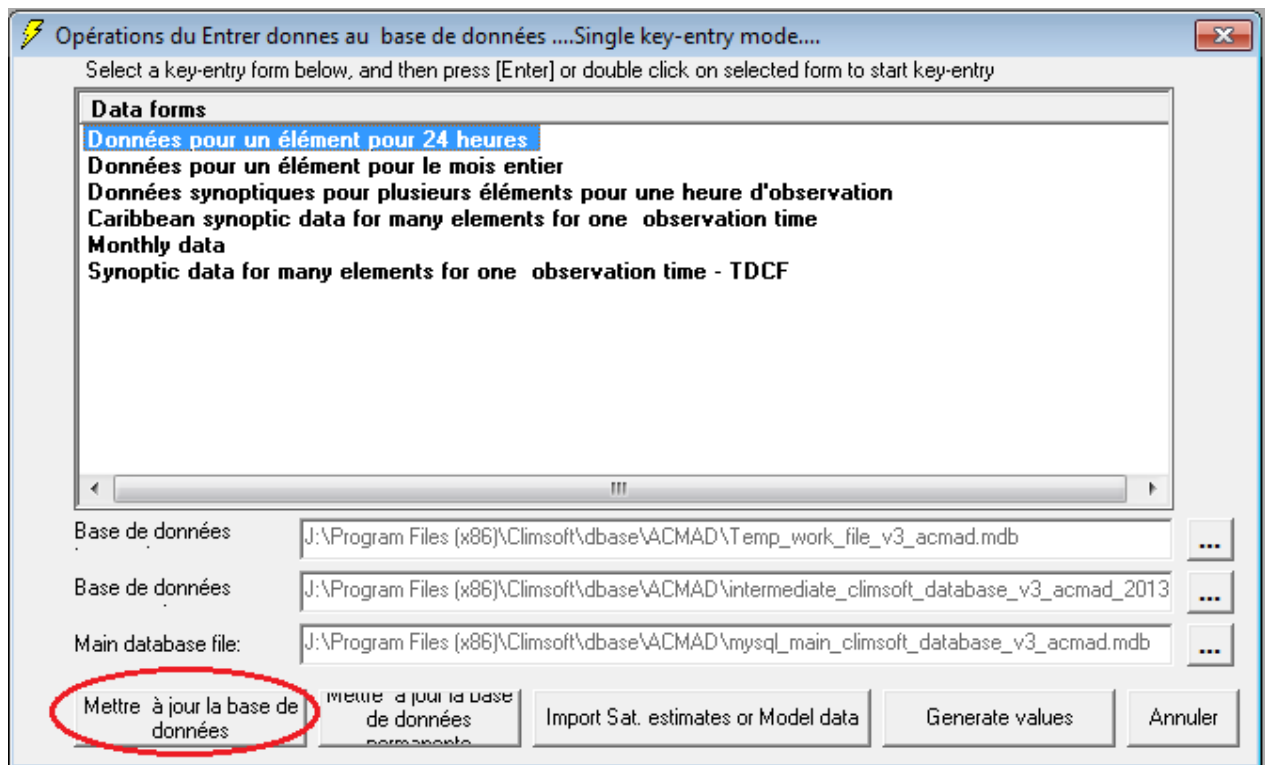 Opérations du Entrer donnes au  base de données ....Single key-entry mode....
Select a key-entry form below, and then press [Enter] or double click on selected form to start key-entry
Data forms
Données pour un élément pour 24 heures
Données pour un élément pour le mois entier
Données synoptiques pour plusieurs éléments pour une heure d'observation
Caribbean synoptic data for many elements for one  observation time
Monthly data
Synoptic data for many elements for one  observation time - TDCF
Base de données
J:\Program Files (x86)\Climsoft\dbase\ACMAD\Temp_work_file_v3_acmad.mdb
...
Base de données
J:\Program Files (x86)\Climsoft\dbase\ACMAD\intermediate_climsoft_database_v3_acmad_2013
...
Main database file:
J:\Program Files (x86)\Climsoft\dbase\ACMAD\mysql_main_climsoft_database_v3_acmad.mdb
...
Mettre  à jour la base de
données
Mettre  à jour la base
de données
permanente
Import Sat. estimates or Model data
Generate values
Annuler